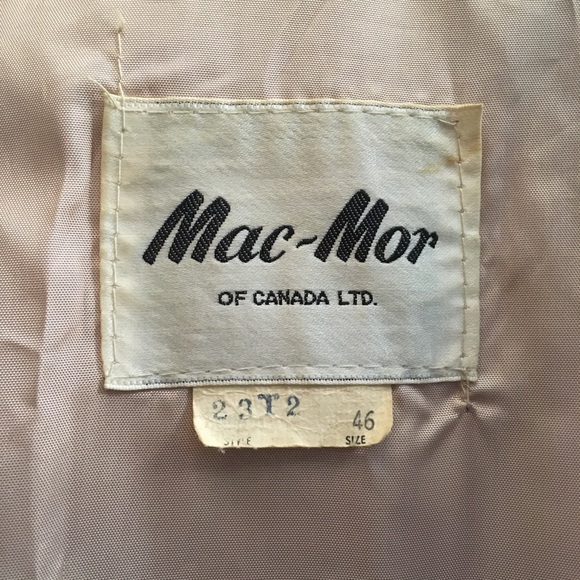 Mac-Mor
OF CANADA LTD.
23T2 46
STYLE SIZE